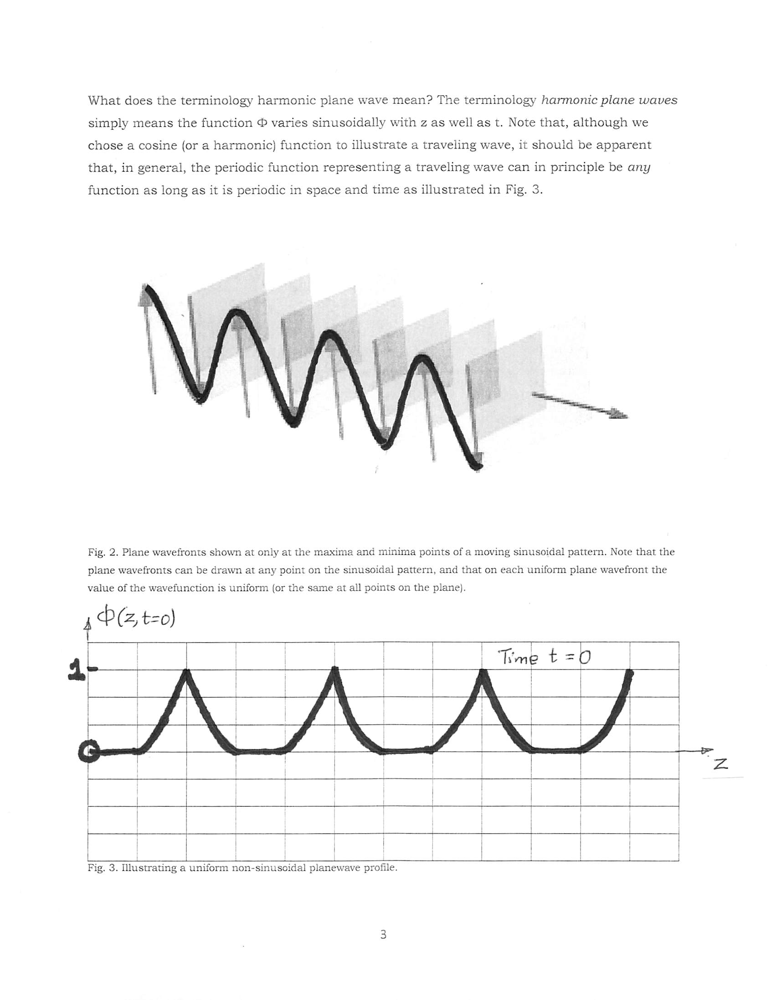 What does the terminology harmonic plane wave mean? The terminology harmonic plane waves
simply means the function Φ varies sinusoidally with z as well as t. Note that, although we
chose a cosine (or a harmonic) function to illustrate a traveling wave, it should be apparent
that, in general, the periodic function representing a traveling wave can in principle be any
function as long as it is periodic in space and time as illustrated in Fig. 3.
Fig. 2. Plane wavefronts shown at only at the maxima and minima points of a moving sinusoidal pattern. Note that the
plane wavefronts can be drawn at any point on the sinusoidal pattern, and that on each uniform plane wavefront the
value of the wavefunction is uniform (or the same at all points on the plane).
Φ(z, t=0)
Time t = 0
1
0
z
Fig. 3. Illustrating a uniform non-sinusoidal planewave profile.
3